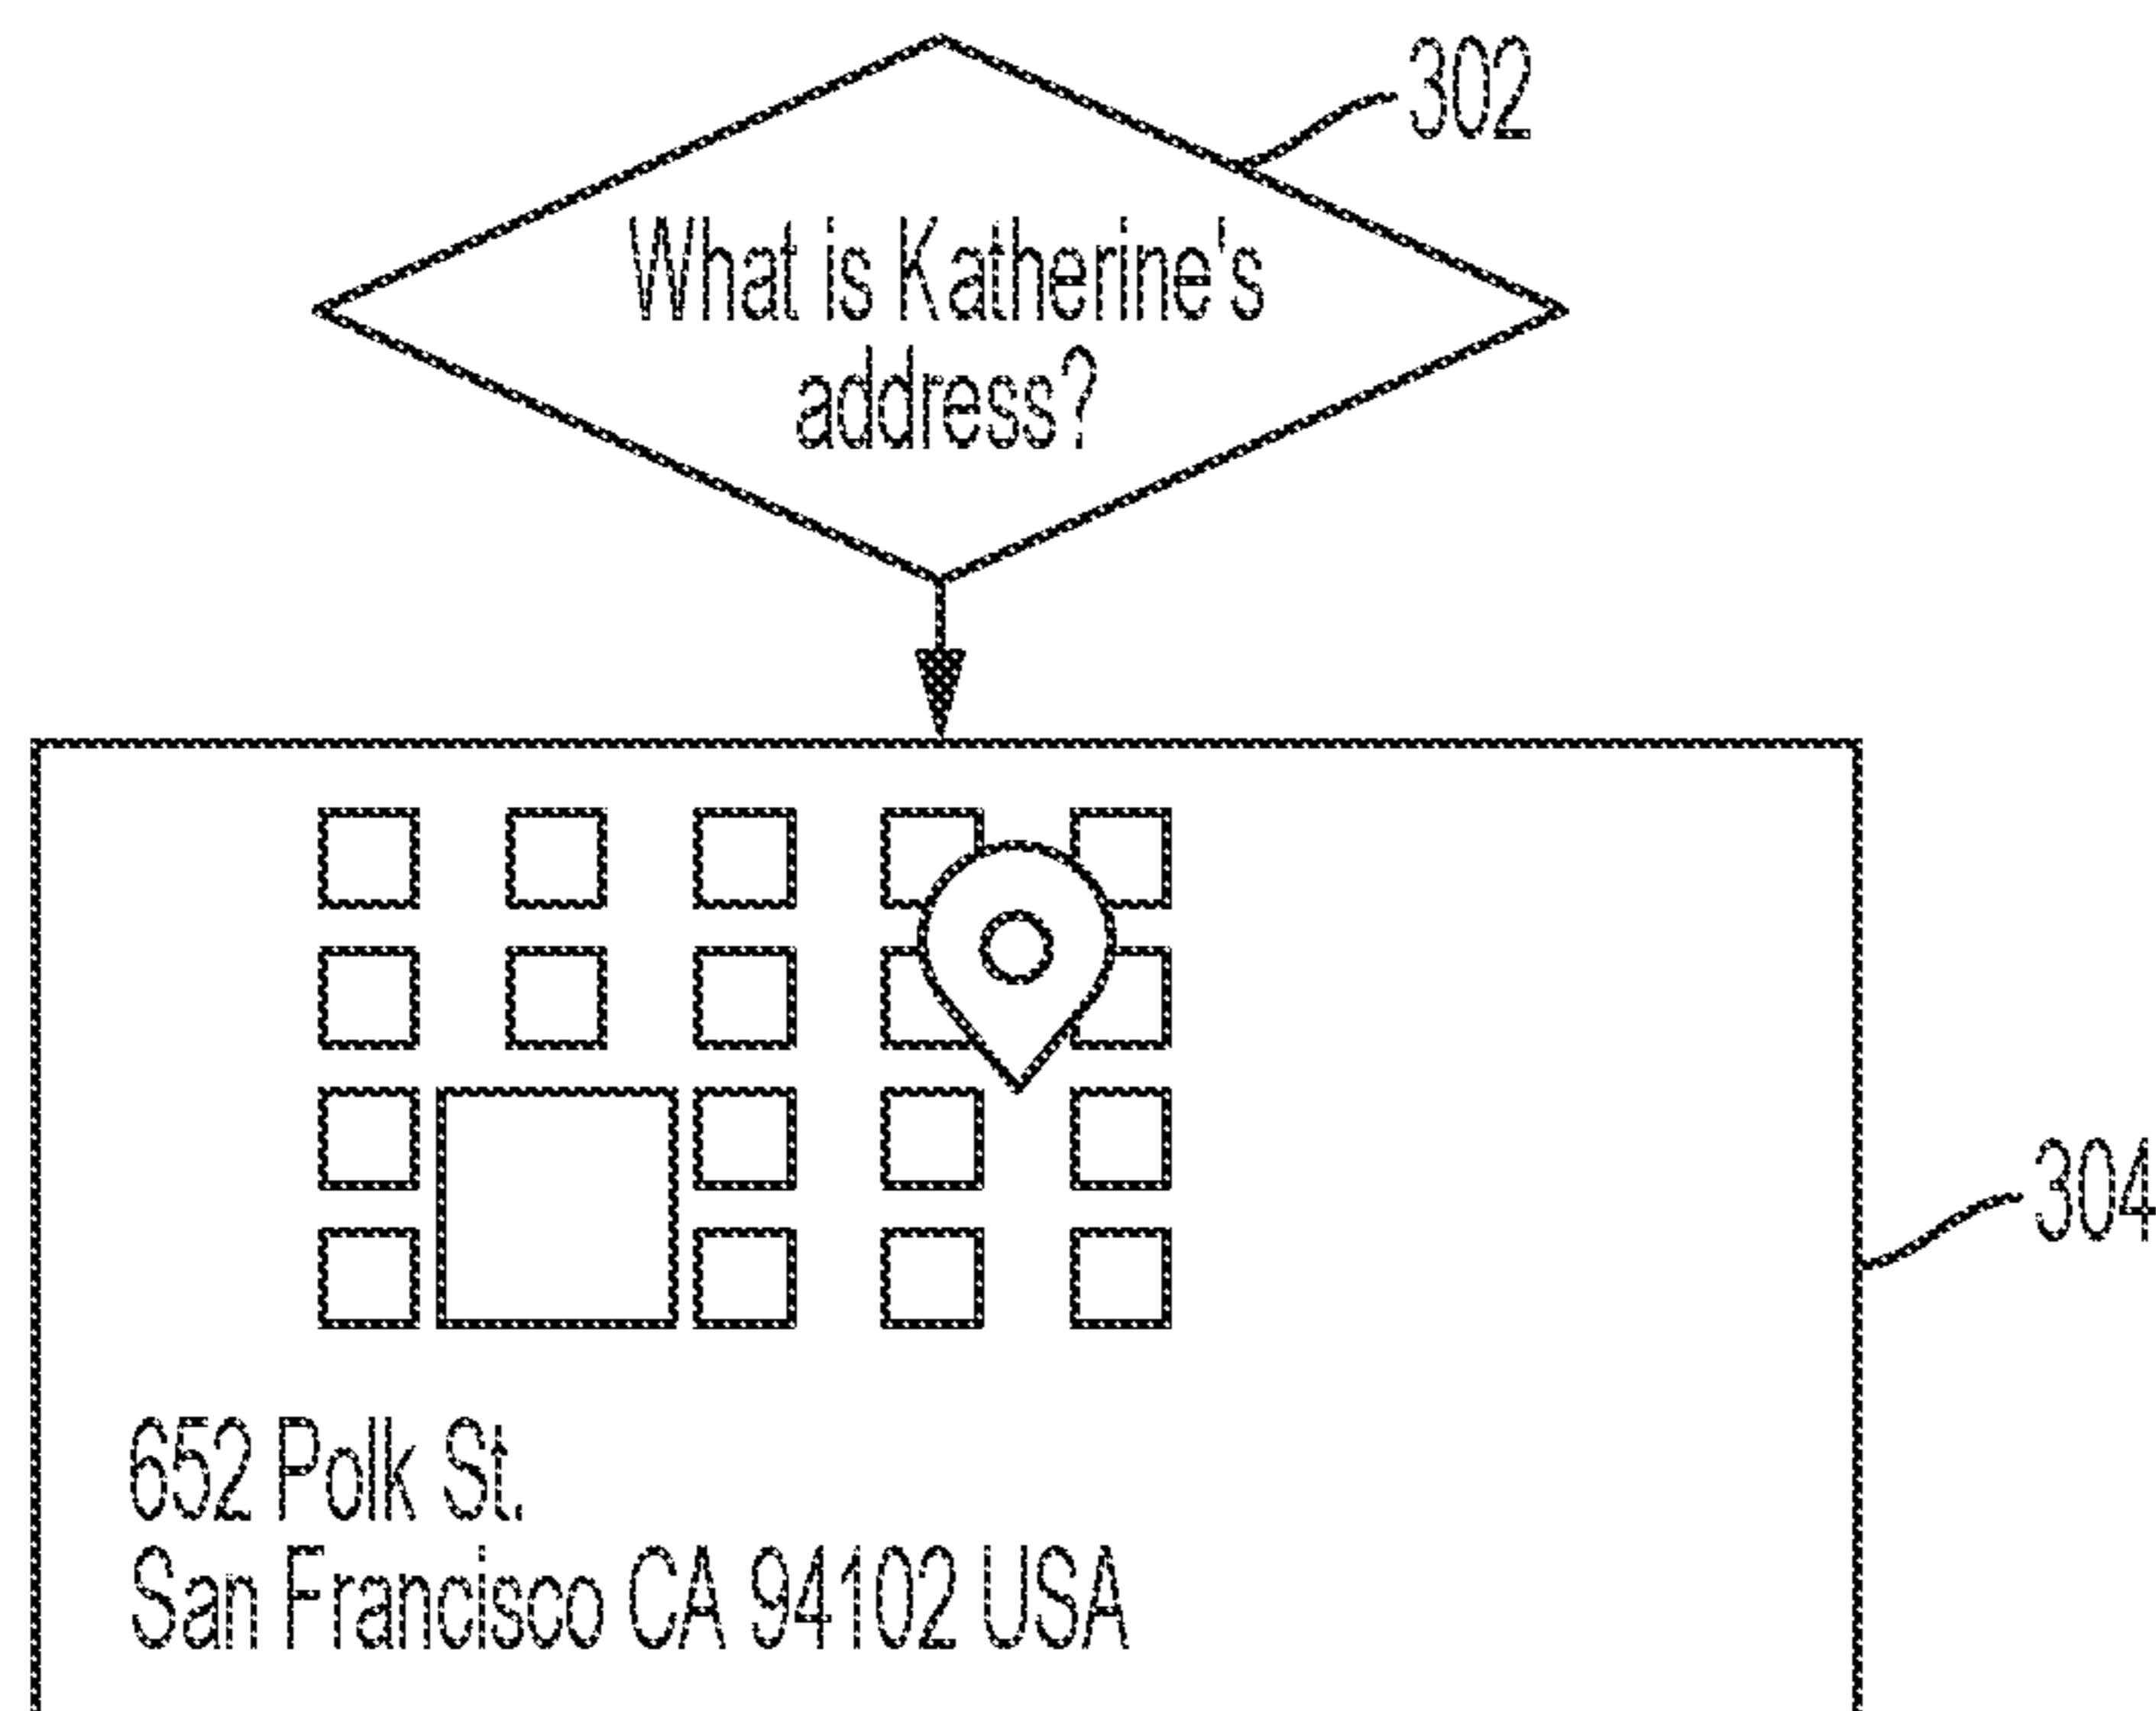 302
What is Katherine's
address?
304
652 Polk St.
San Francisco CA 94102 USA